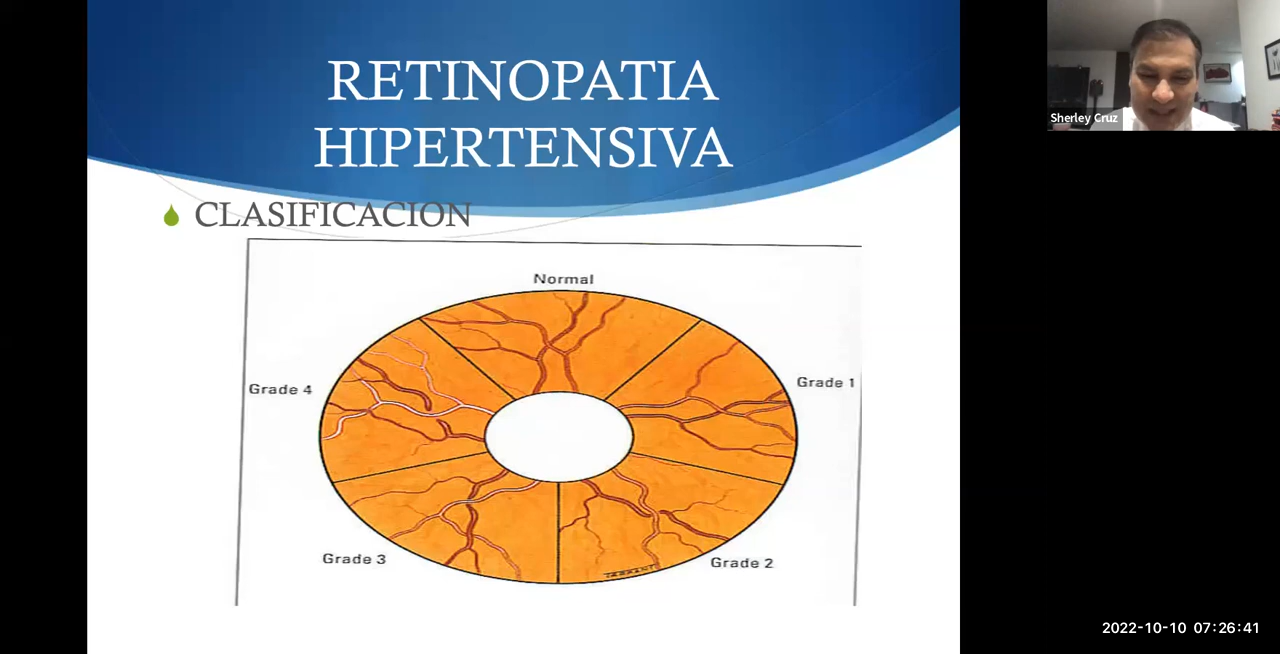 RETINOPATIA
HIPERTENSIVA
CLASIFICACION
Normal
Grade 1
Grade 2
Grade 3
Grade 4
TARRANT
Sherley Cruz
2022-10-10 07:26:41